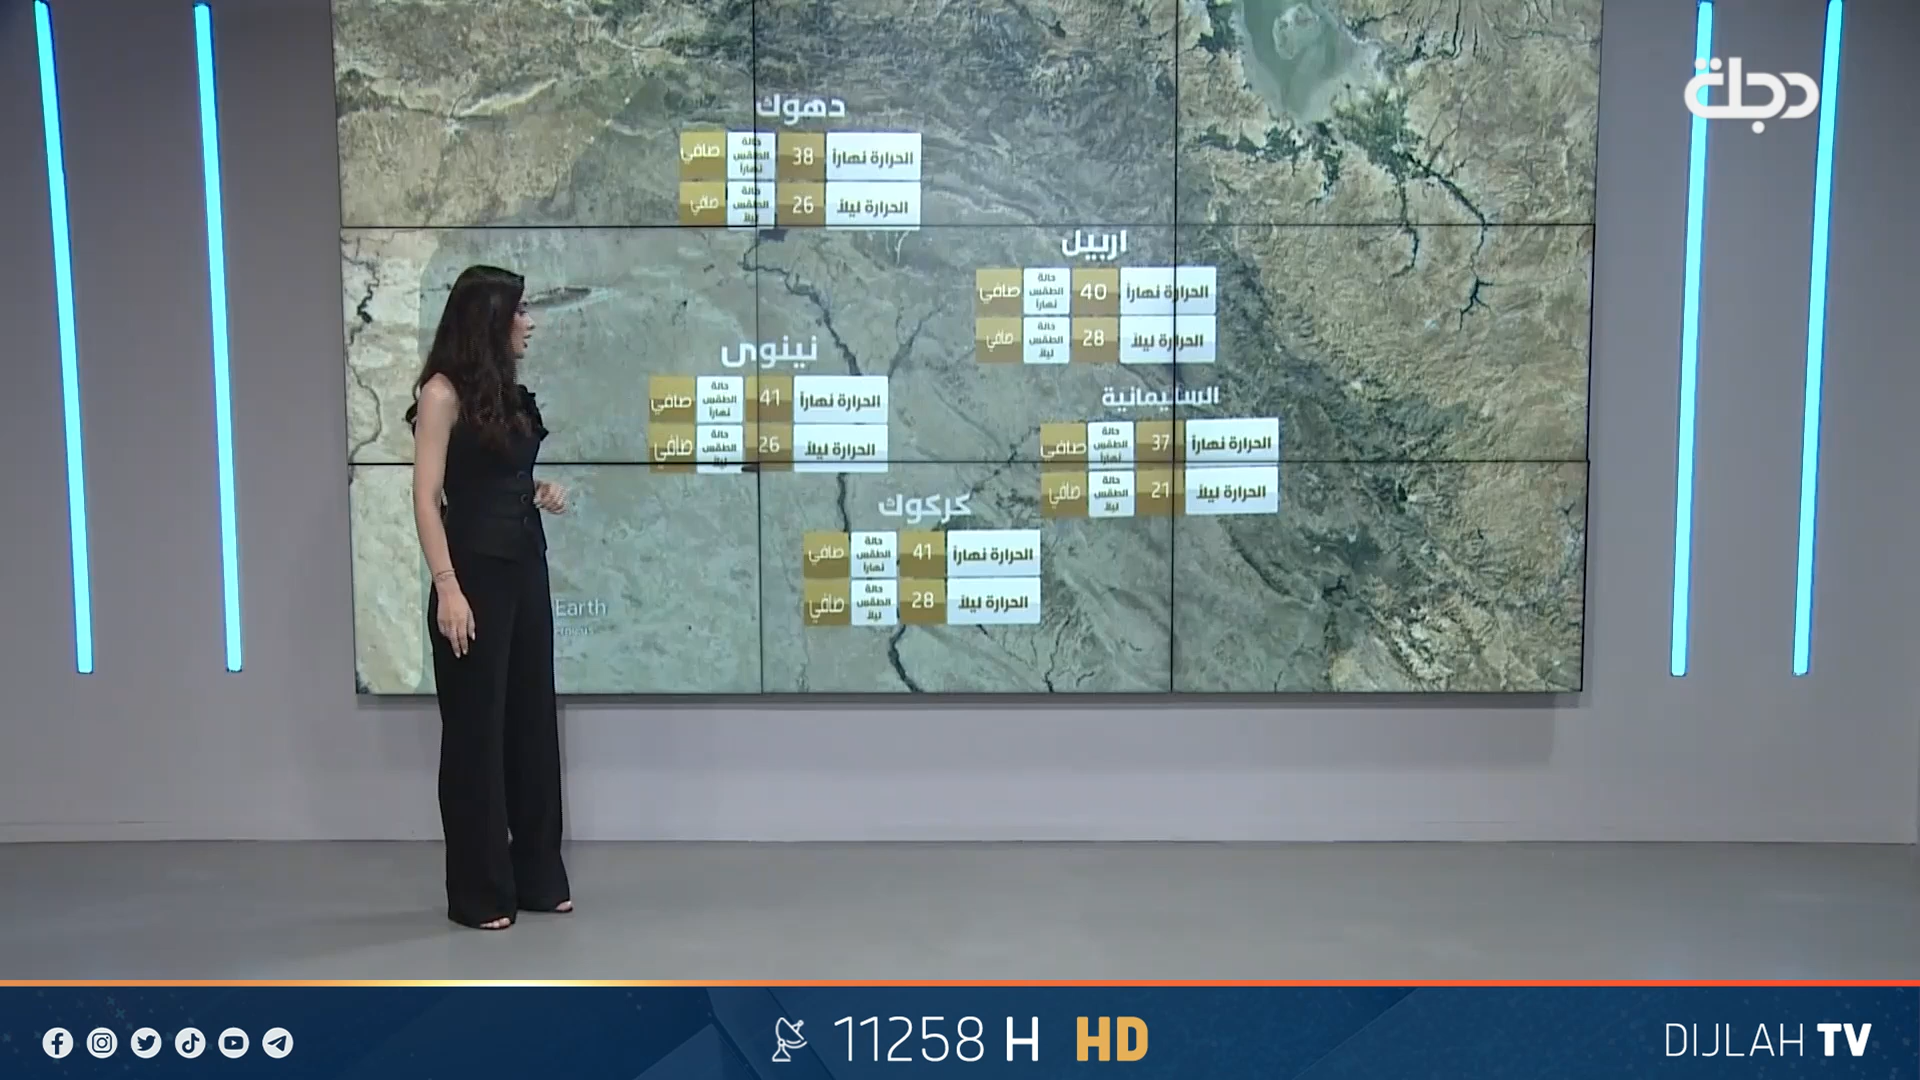 دجلة
دهوك
الحرارة نهاراً 38 حالة الطقس نهاراً صافي
الحرارة ليلاً 26 حالة الطقس ليلاً صافي
اربيل
الحرارة نهاراً 40 حالة الطقس نهاراً صافي
الحرارة ليلاً 28 حالة الطقس ليلاً صافي
نينوى
الحرارة نهاراً 41 حالة الطقس نهاراً صافي
الحرارة ليلاً 26 حالة الطقس ليلاً صافي
السليمانية
الحرارة نهاراً 37 حالة الطقس نهاراً صافي
الحرارة ليلاً 21 حالة الطقس ليلاً صافي
كركوك
الحرارة نهاراً 41 حالة الطقس نهاراً صافي
الحرارة ليلاً 28 حالة الطقس ليلاً صافي
Earth
11258 H HD
DIJLAH TV